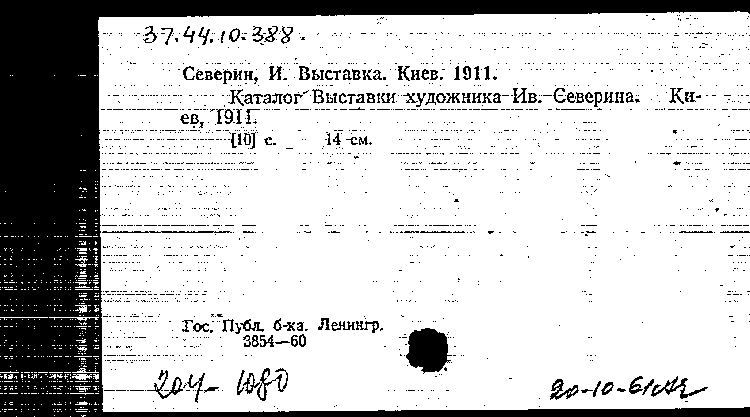 37.44.10.388.
Северин, И. Выставка. Киев. 1911.
Каталог Выставки художника Ив. Северина. Ки-
ев, 1911.
[10] с. 14 см.
Гос. Публ. б-ка. Ленингр.
3854—60
204-1080
20-10-61